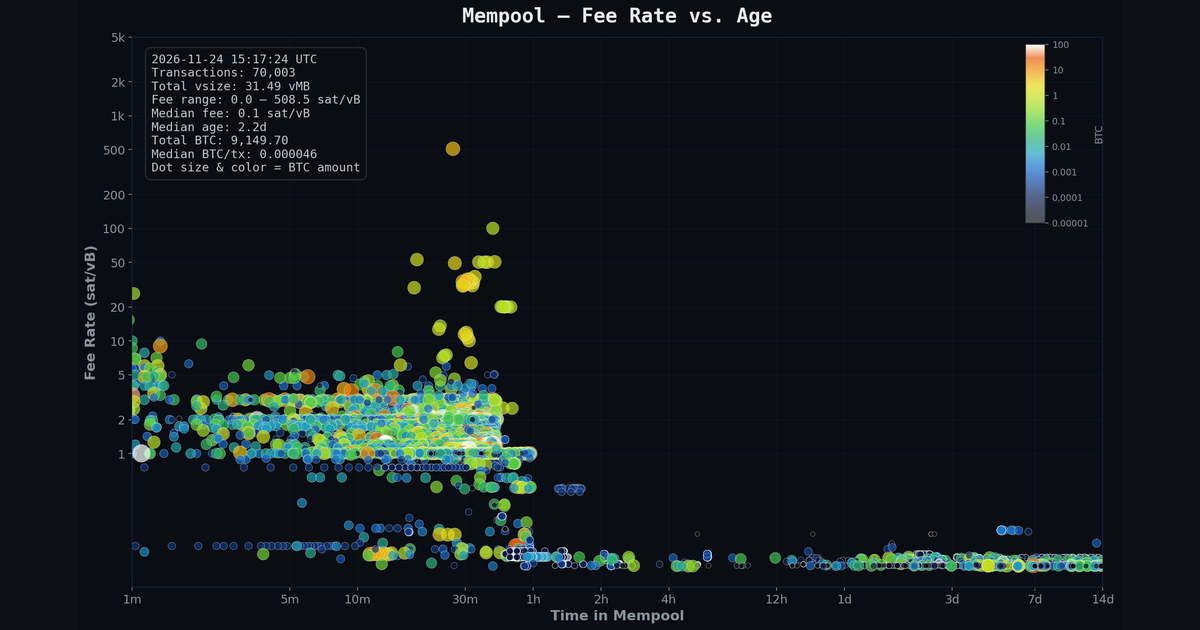 Mempool — Fee Rate vs. Age
2026-11-24 15:17:24 UTC
Transactions: 70,003
Total vsize: 31.49 vMB
Fee range: 0.0 – 508.5 sat/vB
Median fee: 0.1 sat/vB
Median age: 2.2d
Total BTC: 9,149.70
Median BTC/tx: 0.000046
Dot size & color = BTC amount
5k
2k
1k
500
200
100
50
20
10
5
2
1
Fee Rate (sat/vB)
100
10
1
0.1
0.01
0.001
0.0001
0.00001
BTC
1m
5m
10m
30m
1h
2h
4h
12h
1d
3d
7d
14d
Time in Mempool